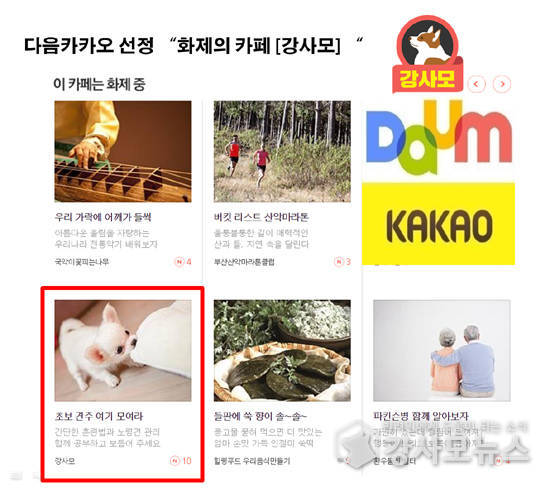 다음카카오 선정 “화제의 카페 [강사모] “
강사모
이 카페는 화제 중
Daum
KAKAO
우리 가락에 어깨가 들썩
아름다운 울림을 자랑하는
우리나라 전통악기 배워보자
국악이꽃피는나무
N 4
버킷 리스트 산악마라톤
울퉁불퉁한 길이 매력적인
산과 들, 자연 속을 달린다
부산산악마라톤클럽
N 3
초보 견주 여기 모여라
간단한 훈련법과 노령견 관리
함께 공부하고 보듬어 주세요
강사모
N 10
들판에 쑥 향이 솔~솔~
콩고물 묻혀 먹으면 더 맛있는
엄마 손맛 가득 인절미 쑥떡
힐링푸드 우리음식만들기
파킨슨병 함께 알아보자
강사모뉴스